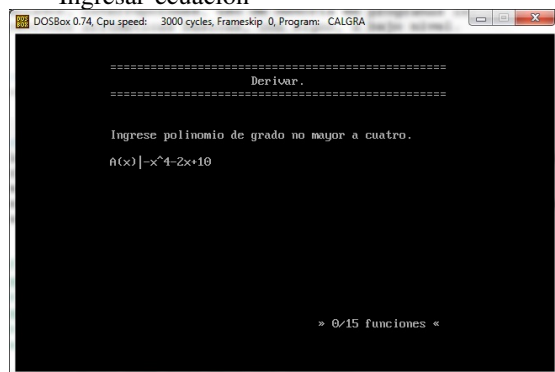 Ingresar ecuación
DOSBox 0.74, Cpu speed: 3000 cycles, Frameskip 0, Program: CALGRA
==================================================
Derivar.
==================================================
Ingrese polinomio de grado no mayor a cuatro.
A(x)|-x^4-2x+10
» 0/15 funciones «